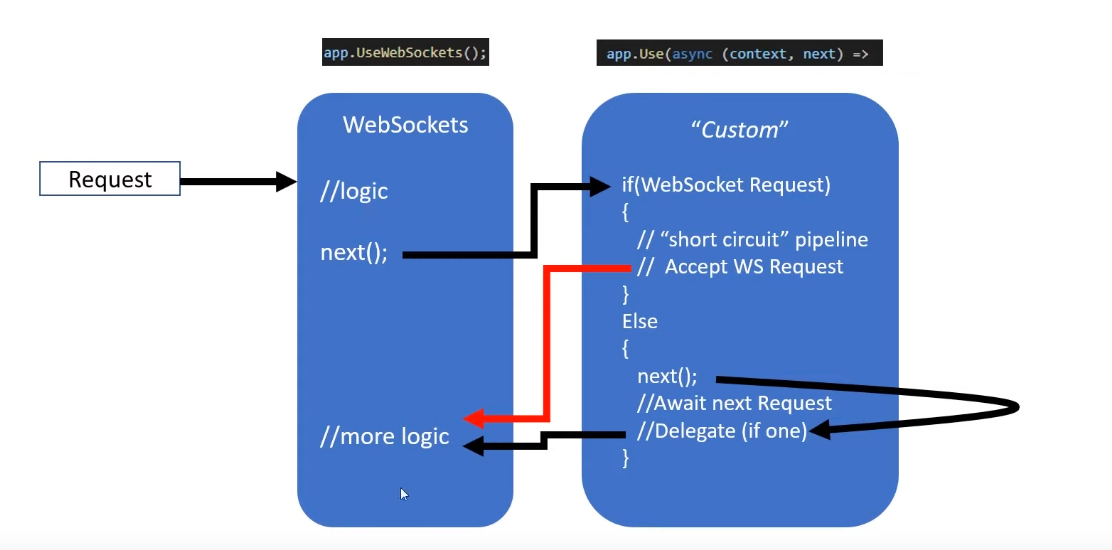 app.UseWebSockets();
app.Use(async (context, next) =>
WebSockets
“Custom”
Request
//logic
next();
//more logic
if(WebSocket Request)
{
// “short circuit” pipeline
// Accept WS Request
}
Else
{
next();
//Await next Request
//Delegate (if one)
}